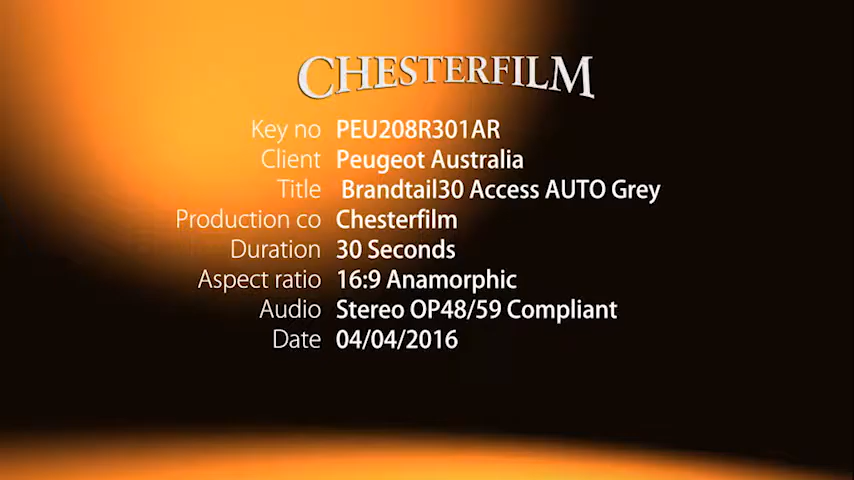 CHESTERFILM
Key no PEU208R301AR
Client Peugeot Australia
Title Brandtail30 Access AUTO Grey
Production co Chesterfilm
Duration 30 Seconds
Aspect ratio 16:9 Anamorphic
Audio Stereo OP48/59 Compliant
Date 04/04/2016